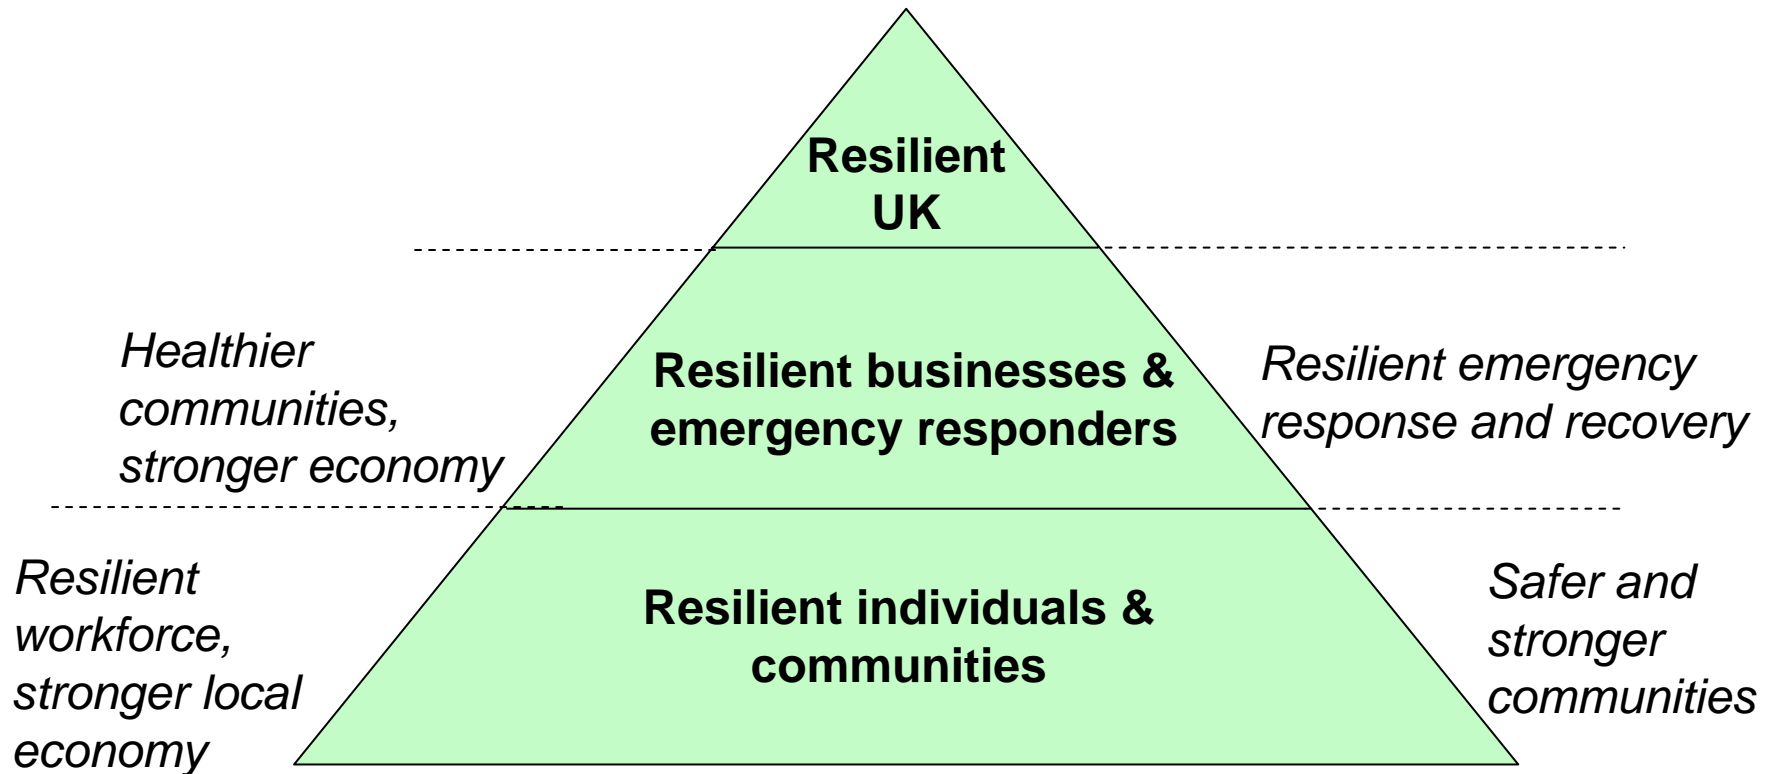 Resilient
UK
Healthier
communities,
stronger economy
Resilient businesses &
emergency responders
Resilient emergency
response and recovery
Resilient
workforce,
stronger local
economy
Resilient individuals &
communities
Safer and
stronger
communities